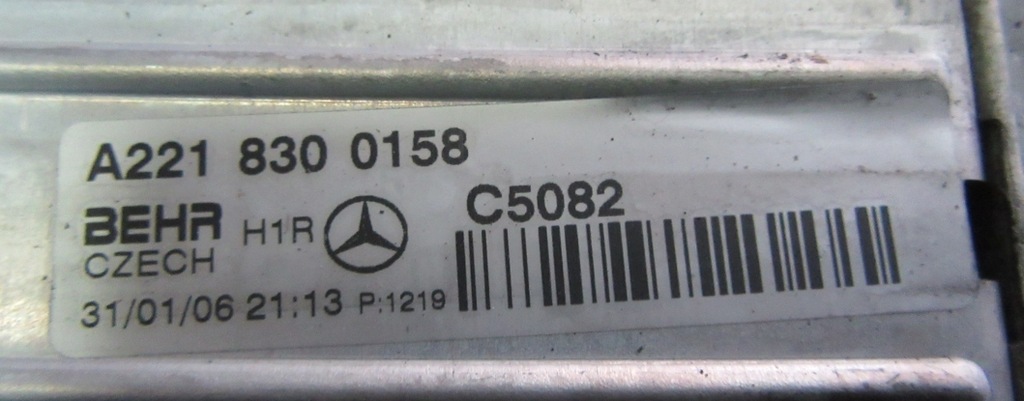 A221 830 0158
C5082
BEHR H1R
CZECH
31/01/06 21:13 P:1219